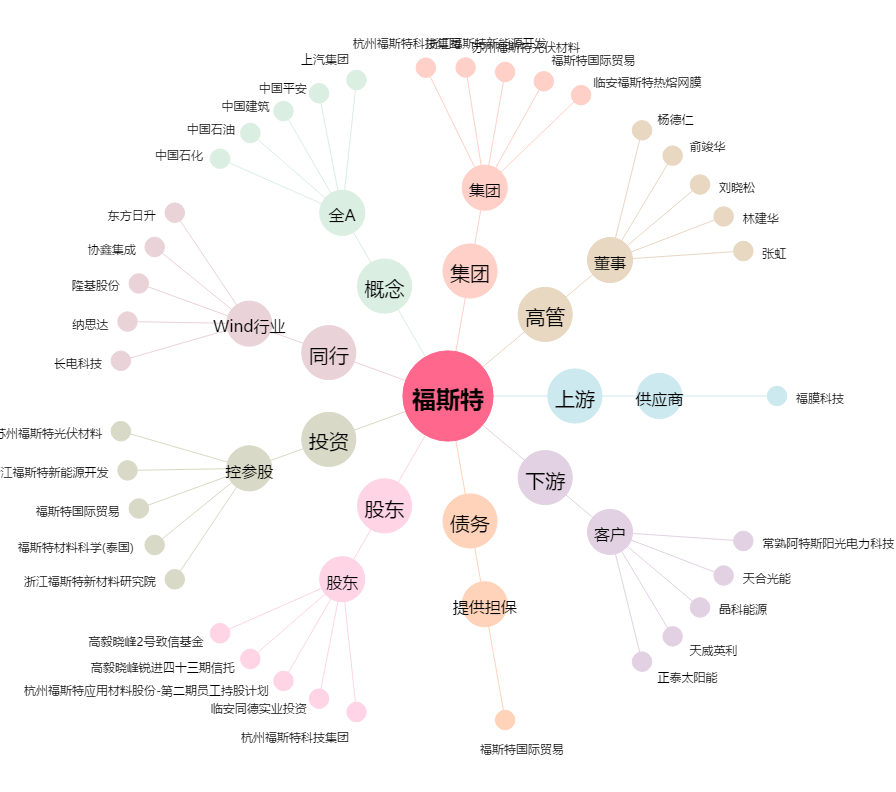 杭州福斯特科技集团
浙江福斯特新能源开发
苏州福斯特光伏材料
福斯特国际贸易
临安福斯特热熔网膜
集团
集团
上汽集团
中国平安
中国建筑
中国石油
中国石化
全A
概念
杨德仁
俞竣华
刘晓松
林建华
张虹
董事
高管
东方日升
协鑫集成
隆基股份
纳思达
长电科技
Wind行业
同行
福斯特
上游
供应商
福膜科技
苏州福斯特光伏材料
江福斯特新能源开发
福斯特国际贸易
福斯特材料科学(泰国)
浙江福斯特新材料研究院
控参股
投资
下游
客户
常熟阿特斯阳光电力科技
天合光能
晶科能源
天威英利
正泰太阳能
股东
股东
高毅晓峰2号致信基金
高毅晓峰锐进四十三期信托
杭州福斯特应用材料股份-第二期员工持股计划
临安同德实业投资
杭州福斯特科技集团
债务
提供担保
福斯特国际贸易